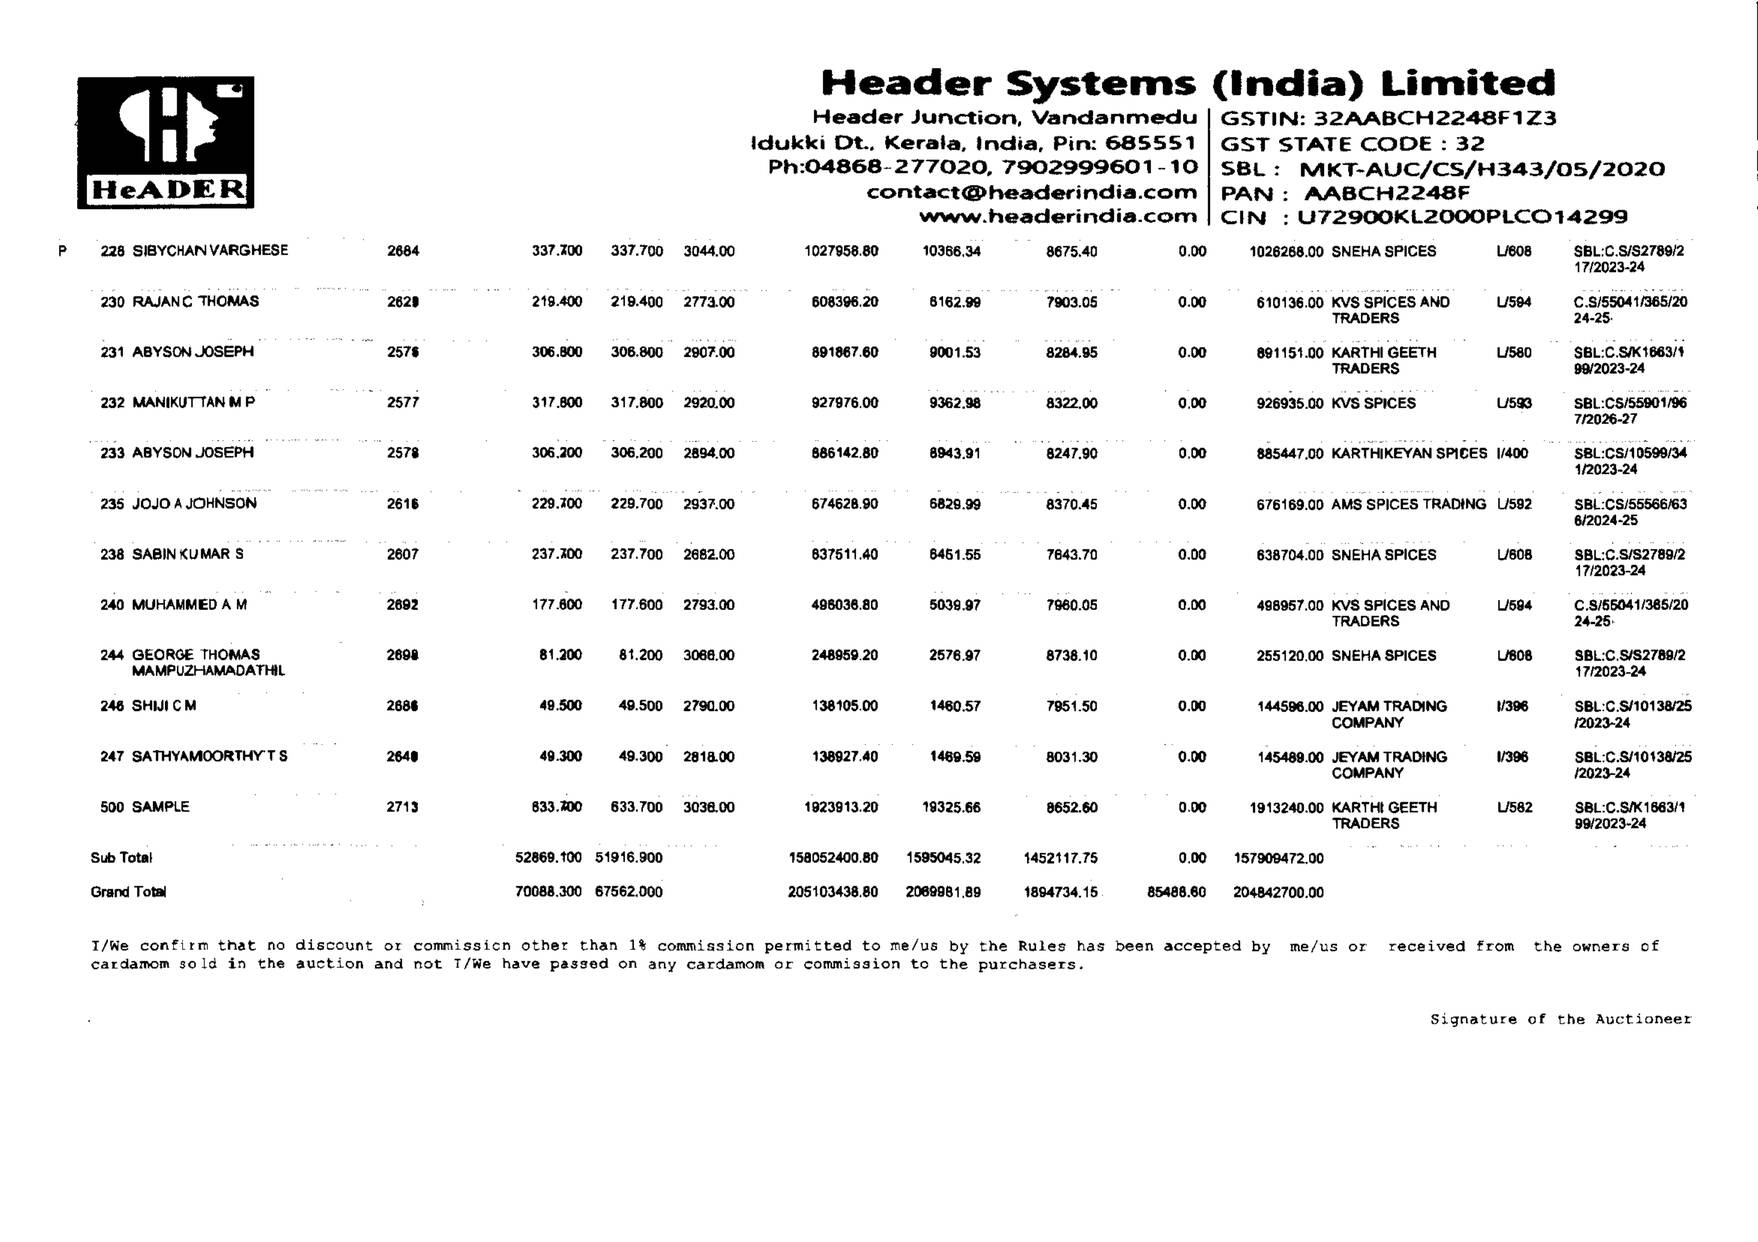 HeADER
Header Systems (India) Limited
Header Junction, Vandanmedu
Idukki Dt., Kerala, India, Pin: 685551
Ph:04868-277020, 7902999601-10
contact@headerindia.com
www.headerindia.com
GSTIN: 32AABCH2248F1Z3
GST STATE CODE : 32
SBL : MKT-AUC/CS/H343/05/2020
PAN : AABCH2248F
CIN : U72900KL2000PLCO14299
P 228 SIBYCHAN VARGHESE 2684 337.700 337.700 3044.00 1027958.80 10366.34 8675.40 0.00 1026268.00 SNEHA SPICES L/608 SBL:C.S/S2789/2
17/2023-24
230 RAJAN C THOMAS 219.400 219.400 2773.00 608396.20 6162.99 7903.05 0.00 610136.00 KVS SPICES AND L/594 C.S/55041/365/20
TRADERS 24-25
231 ABYSON JOSEPH 306.800 306.800 2907.00 891867.60 9001.53 8284.95 0.00 891151.00 KARTHI GEETH L/580 SBL:C.S/K1663/1
TRADERS 99/2023-24
232 MANIKUTTAN M P 2577 317.800 317.800 2920.00 927976.00 9362.98 8322.00 0.00 926935.00 KVS SPICES L/593 SBL:CS/55901/96
7/2026-27
233 ABYSON JOSEPH 2578 306.200 306.200 2894.00 886142.80 8943.91 8247.90 0.00 885447.00 KARTHIKEYAN SPICES I/400 SBL:CS/10599/34
1/2023-24
235 JOJO A JOHNSON 2616 229.700 229.700 2937.00 674628.90 6829.99 8370.45 0.00 676169.00 AMS SPICES TRADING L/592 SBL:CS/55566/63
6/2024-25
238 SABIN KUMAR S 2607 237.700 237.700 2682.00 637511.40 6451.55 7643.70 0.00 638704.00 SNEHA SPICES L/608 SBL:C.S/S2789/2
17/2023-24
240 MUHAMMED A M 2692 177.600 177.600 2793.00 496036.80 5039.97 7960.05 0.00 498957.00 KVS SPICES AND L/594 C.S/55041/365/20
TRADERS 24-25
244 GEORGE THOMAS 2698 81.200 81.200 3066.00 248959.20 2576.97 8738.10 0.00 255120.00 SNEHA SPICES L/608 SBL:C.S/S2789/2
MAMPUZHAMADATHIL 17/2023-24
246 SHIJI C M 2686 49.500 49.500 2790.00 138105.00 1460.57 7951.50 0.00 144596.00 JEYAM TRADING I/396 SBL:C.S/10138/25
COMPANY /2023-24
247 SATHYAMOORTHY T S 49.300 49.300 2818.00 138927.40 1469.59 8031.30 0.00 145489.00 JEYAM TRADING I/396 SBL:C.S/10138/25
COMPANY /2023-24
500 SAMPLE 2713 633.700 633.700 3036.00 1923913.20 19325.66 8652.60 0.00 1913240.00 KARTHI GEETH L/582 SBL:C.S/K1663/1
TRADERS 99/2023-24
Sub Total 52869.100 51916.900 158052400.80 1595045.32 1452117.75 0.00 157909472.00
Grand Total 70088.300 67562.000 205103438.80 2069981.89 1894734.15 85488.60 204842700.00
I/We confirm that no discount or commission other than 1% commission permitted to me/us by the Rules has been accepted by me/us or received from the owners of
cardamom sold in the auction and not I/We have passed on any cardamom or commission to the purchasers.
Signature of the Auctioneer